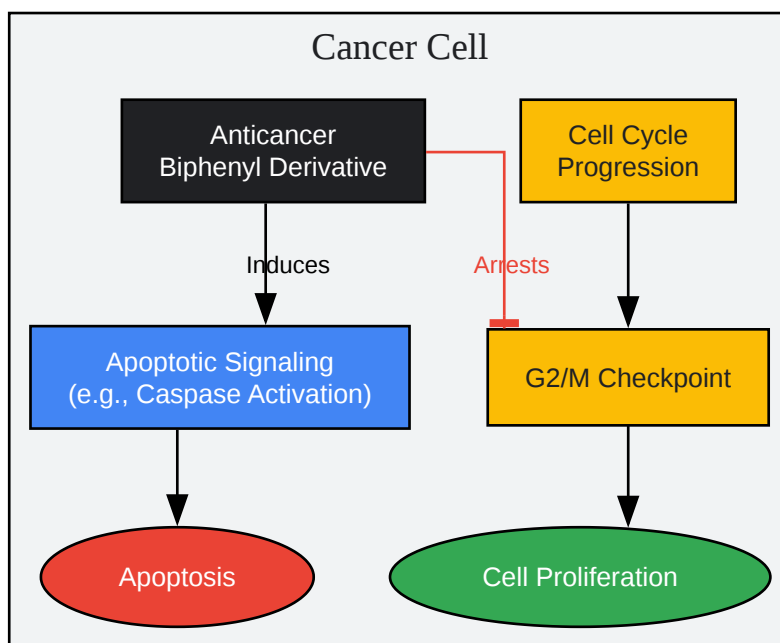 Cancer Cell
Anticancer
Biphenyl Derivative
Cell Cycle
Progression
Induces
Arrests
Apoptotic Signaling
(e.g., Caspase Activation)
G2/M Checkpoint
Apoptosis
Cell Proliferation